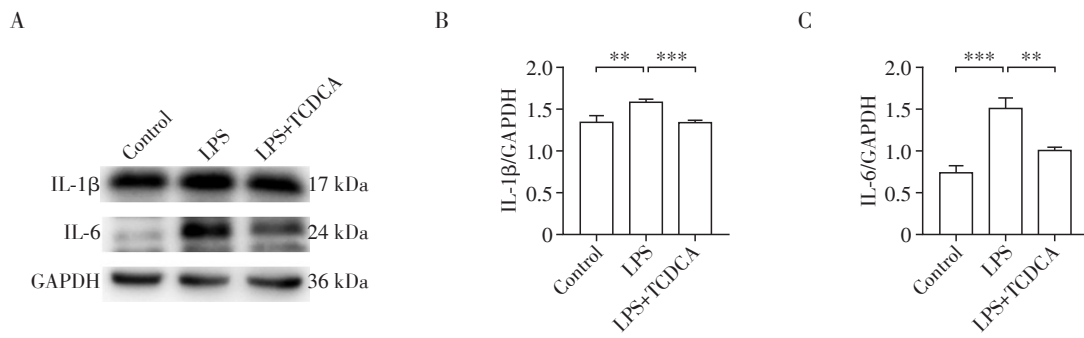 A
Control
LPS
LPS+TCDCA
IL-1β
17 kDa
IL-6
24 kDa
GAPDH
36 kDa
B
**
***
2.0
1.5
1.0
0.5
0
IL-1β/GAPDH
Control
LPS
LPS+TCDCA
C
***
**
2.0
1.5
1.0
0.5
0
IL-6/GAPDH
Control
LPS
LPS+TCDCA